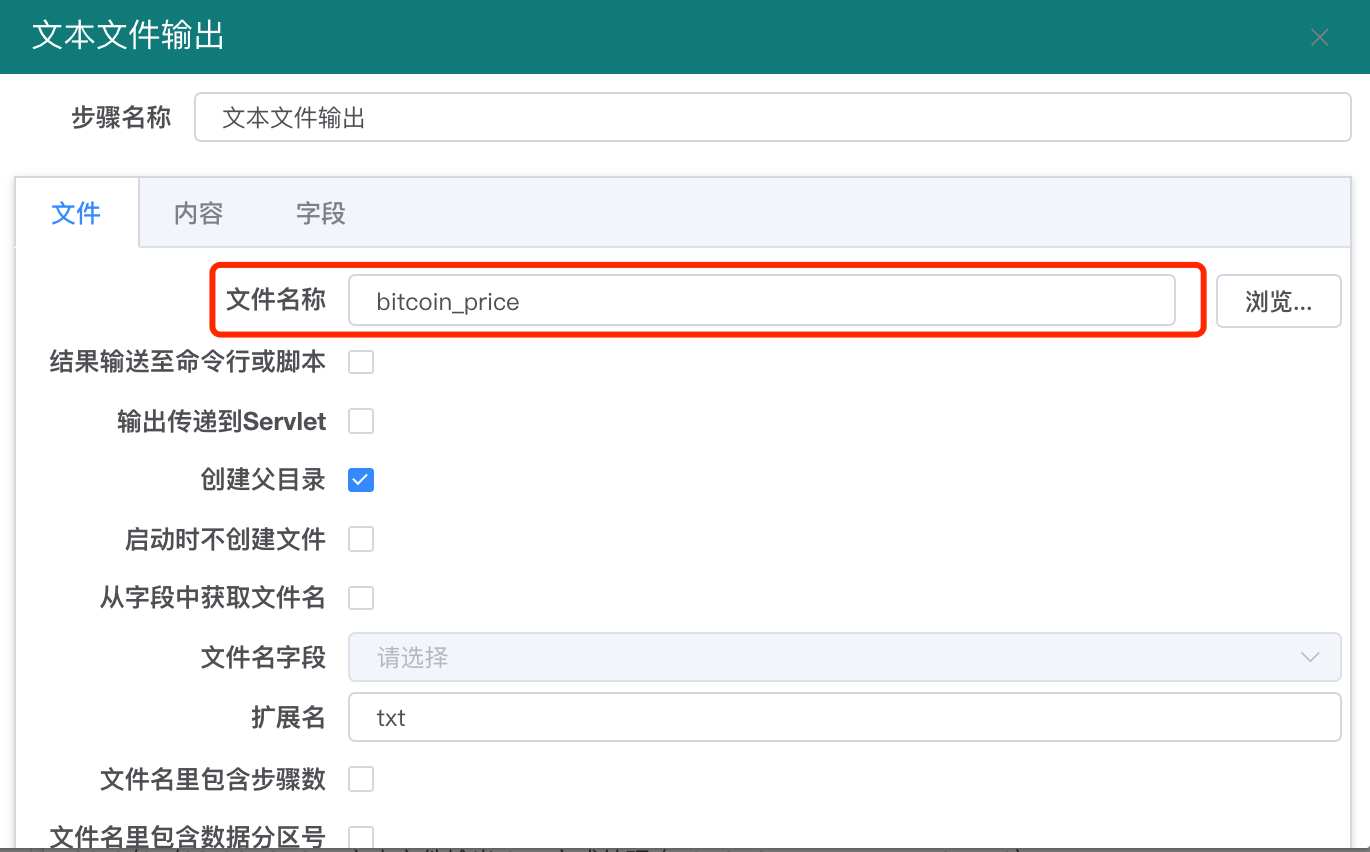 文本文件输出
步骤名称 文本文件输出
文件 内容 字段
文件名称 bitcoin_price 浏览...
结果输送至命令行或脚本
输出传递到Servlet
创建父目录
启动时不创建文件
从字段中获取文件名
文件名字段 请选择
扩展名 txt
文件名里包含步骤数
文件名里包含数据分区号